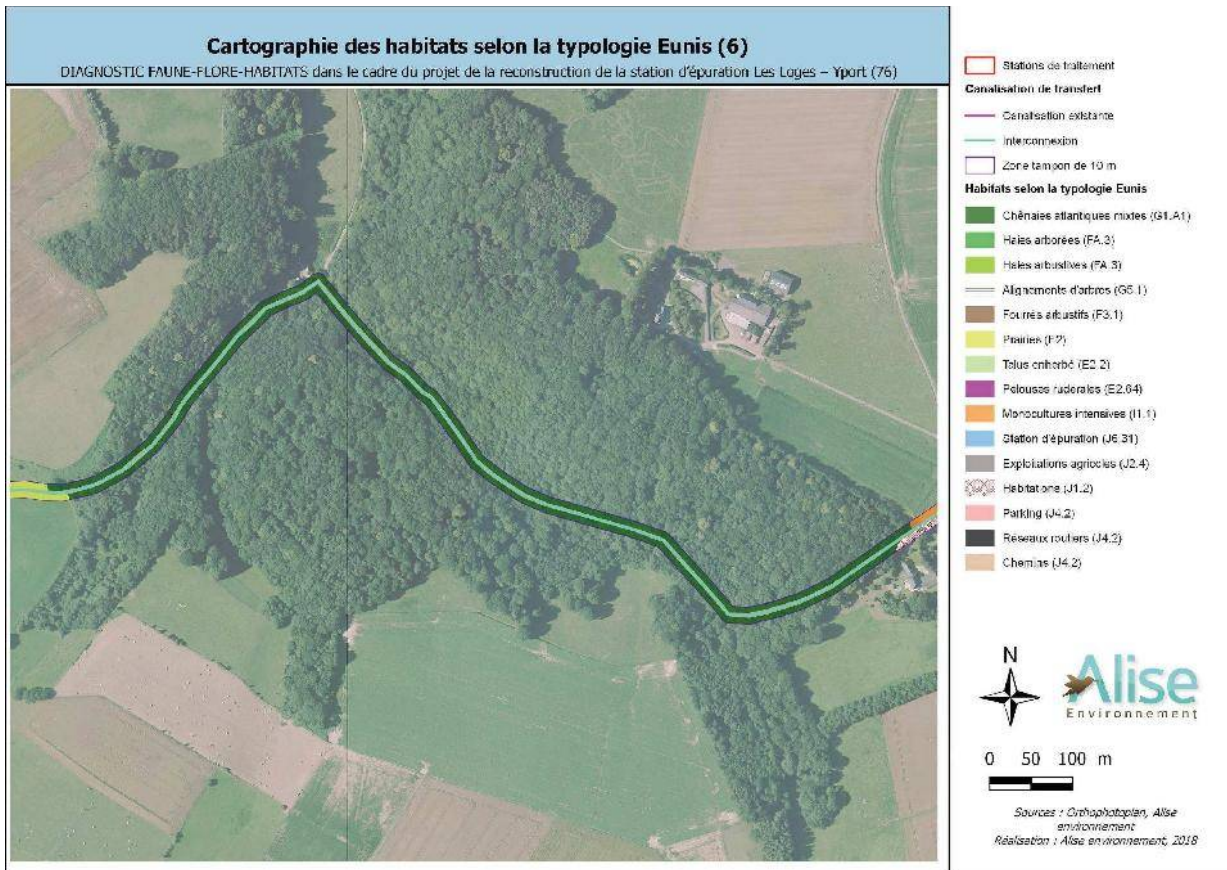 Cartographie des habitats selon la typologie Eunis (6)
DIAGNOSTIC FAUNE-FLORE-HABITATS dans le cadre du projet de la reconstruction de la station d'épuration Les Loges – Yport (76)
Stations de traitement
Canalisation de transfert
Canalisation existante
Interconnexion
Zone tampon de 10 m
Habitats selon la typologie Eunis
Chênaies atlantiques mixtes (G1.A1)
Haies arborées (FA.3)
Haies arbustives (FA.3)
Alignements d'arbres (G5.1)
Fourrés arbustifs (F3.1)
Prairies (E2)
Talus enherbé (E2.2)
Pelouses rudérales (E2.64)
Monocultures intensives (I1.1)
Station d'épuration (J6.31)
Exploitations agricoles (J2.4)
Habitations (J1.2)
Parking (J4.2)
Réseaux routiers (J4.2)
Chemins (J4.2)
N
Alise
Environnement
0 50 100 m
Sources : Orthophotoplan, Alise
environnement
Réalisation : Alise environnement, 2018